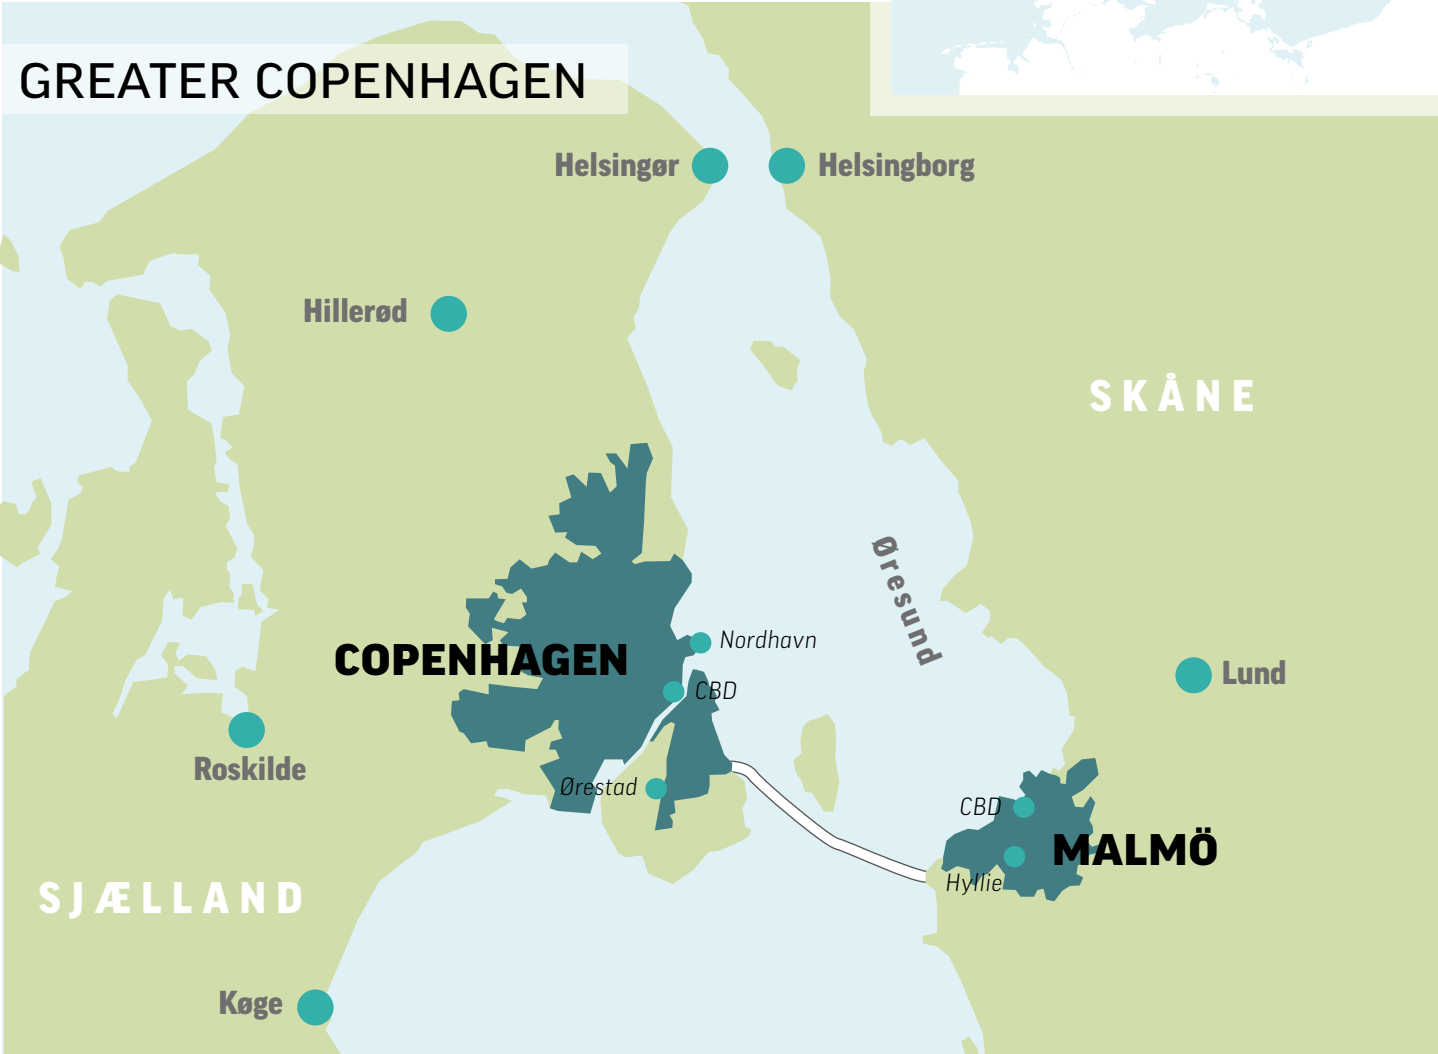 GREATER COPENHAGEN
Helsingør
Helsingborg
Hillerød
SKÅNE
Øresund
COPENHAGEN
Nordhavn
CBD
Lund
Roskilde
Ørestad
CBD
MALMÖ
Hyllie
SJÆLLAND
Køge